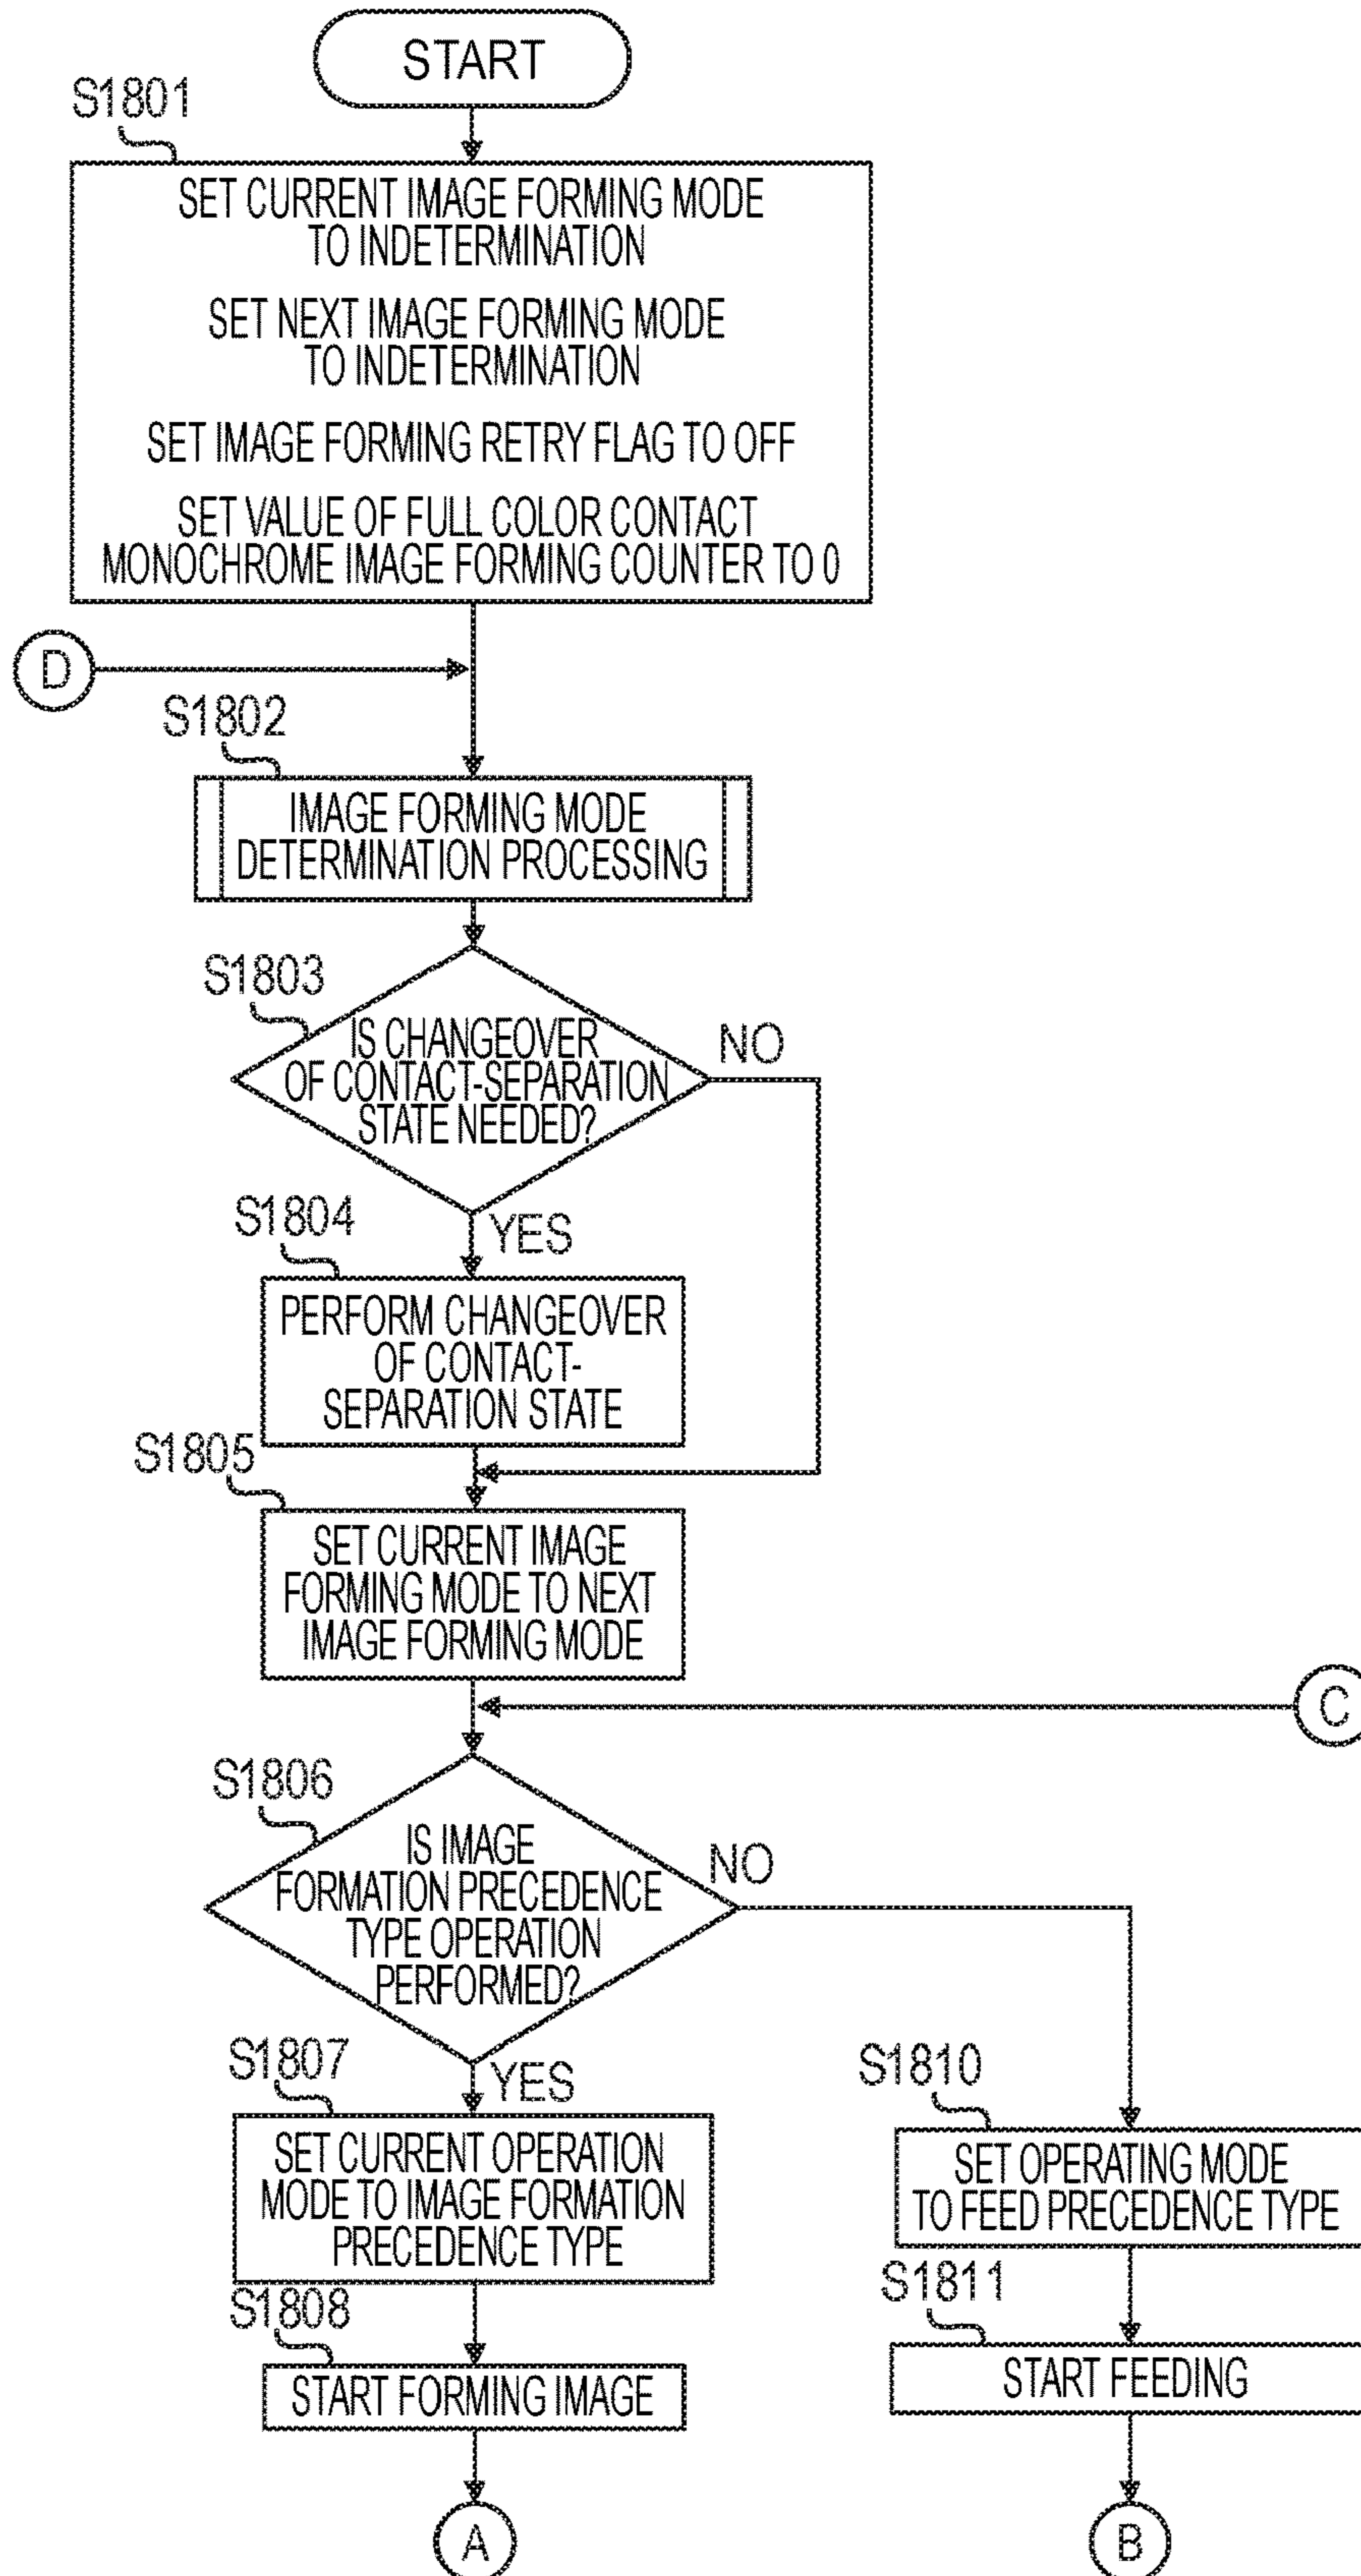 START
S1801
SET CURRENT IMAGE FORMING MODE
TO INDETERMINATION
SET NEXT IMAGE FORMING MODE
TO INDETERMINATION
SET IMAGE FORMING RETRY FLAG TO OFF
SET VALUE OF FULL COLOR CONTACT
MONOCHROME IMAGE FORMING COUNTER TO 0
D
S1802
IMAGE FORMING MODE
DETERMINATION PROCESSING
S1803
IS CHANGEOVER
OF CONTACT-SEPARATION
STATE NEEDED?
NO
YES
S1804
PERFORM CHANGEOVER
OF CONTACT-
SEPARATION STATE
S1805
SET CURRENT IMAGE
FORMING MODE TO NEXT
IMAGE FORMING MODE
C
S1806
IS IMAGE
FORMATION PRECEDENCE
TYPE OPERATION
PERFORMED?
NO
YES
S1807
SET CURRENT OPERATION
MODE TO IMAGE FORMATION
PRECEDENCE TYPE
S1808
START FORMING IMAGE
A
S1810
SET OPERATING MODE
TO FEED PRECEDENCE TYPE
S1811
START FEEDING
B